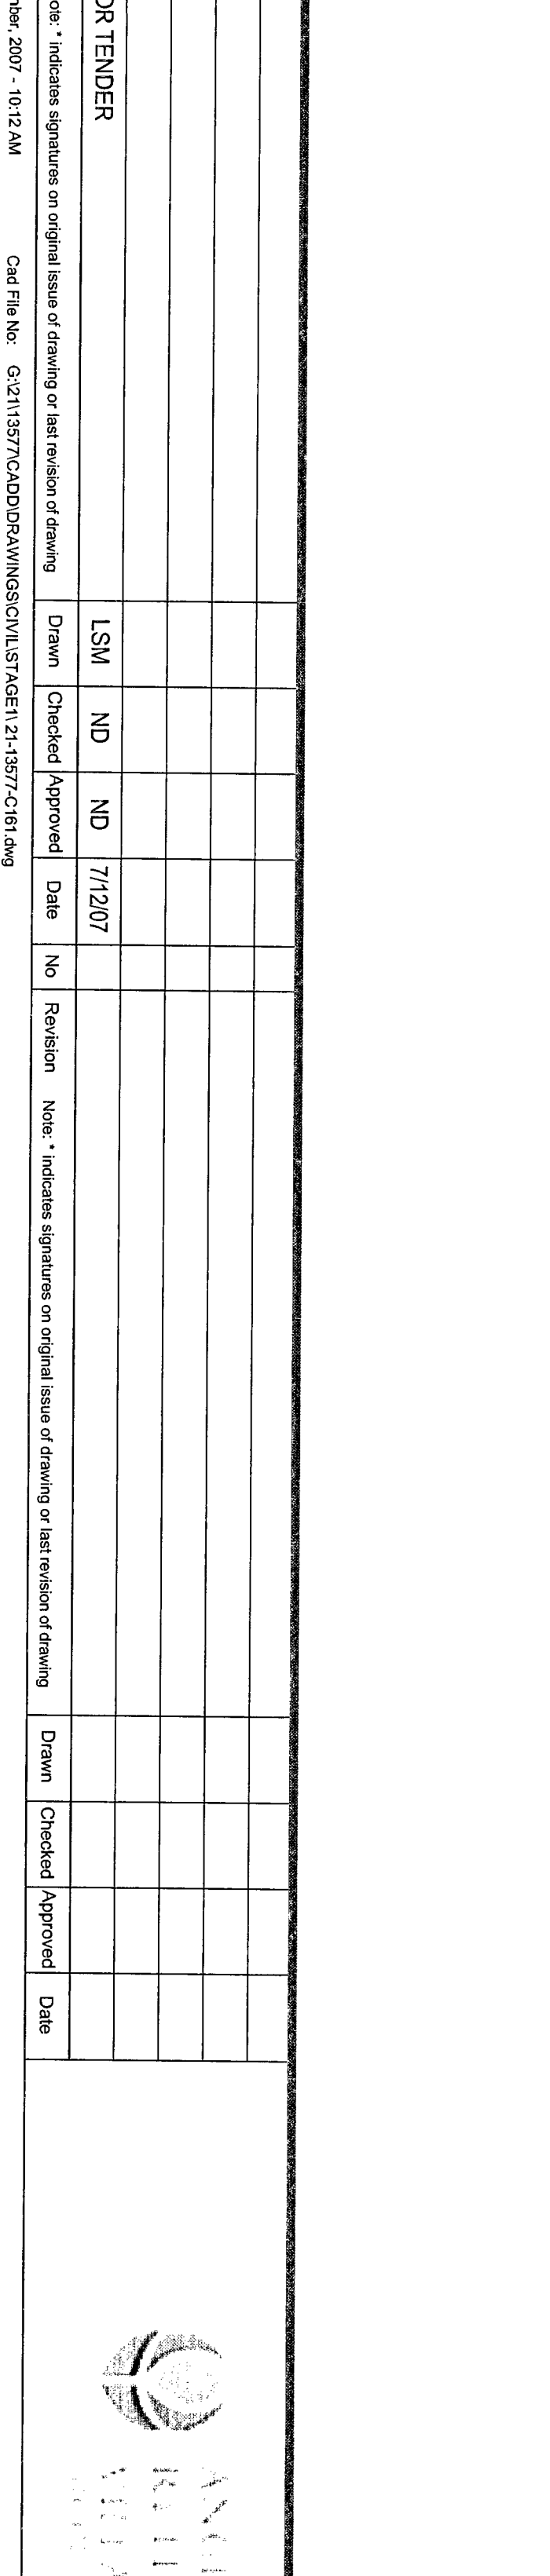 OR TENDER LSM ND ND 7/12/07
ote: * indicates signatures on original issue of drawing or last revision of drawing Drawn Checked Approved Date No Revision Note: * indicates signatures on original issue of drawing or last revision of drawing Drawn Checked Approved Date
nber, 2007 - 10:12 AM Cad File No: G:\21\13577\CADD\DRAWINGS\CIVIL\STAGE1\ 21-13577-C161.dwg